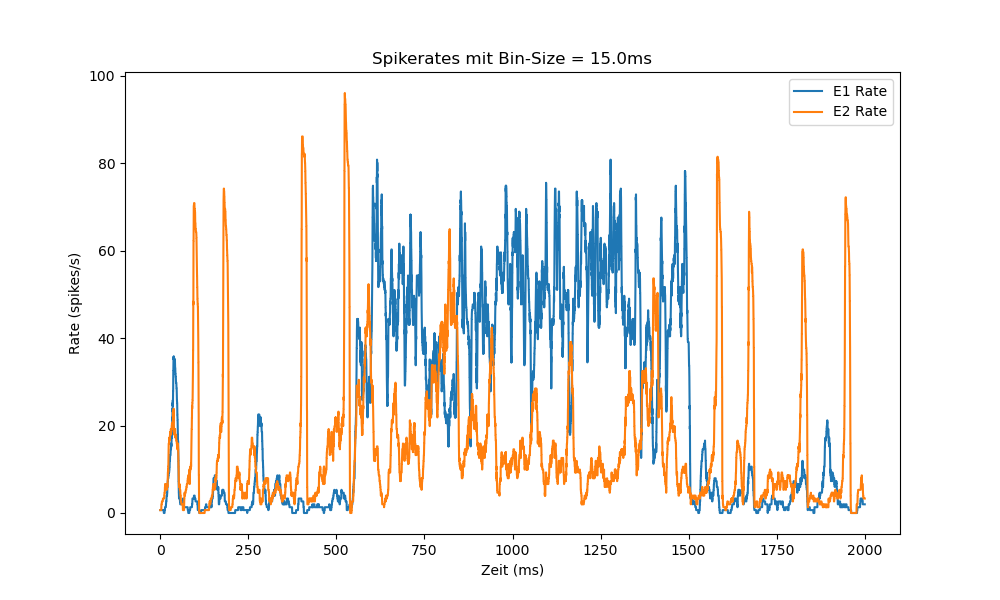 Spikerates mit Bin-Size = 15.0ms
E1 Rate
E2 Rate
Rate (spikes/s)
100
80
60
40
20
0
0 250 500 750 1000 1250 1500 1750 2000
Zeit (ms)